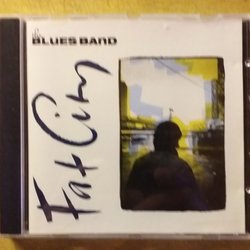 THE BLUES BAND
Fat City